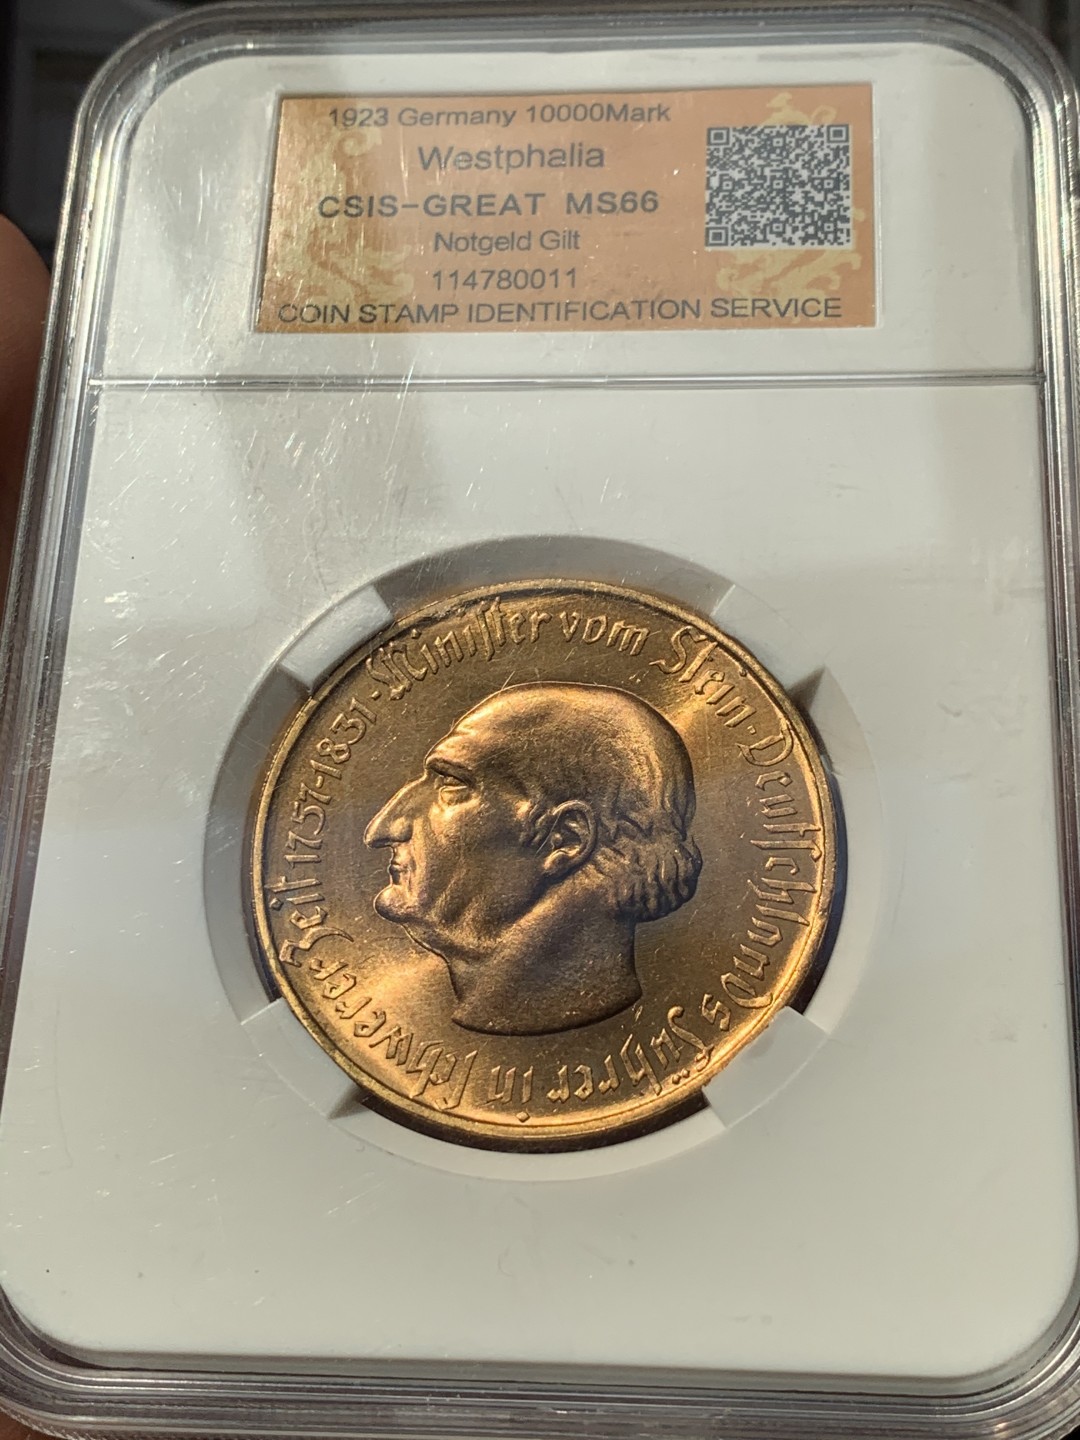 1923 Germany 10000Mark
Westphalia
CSIS-GREAT MS66
Notgeld Gilt
114780011
COIN STAMP IDENTIFICATION SERVICE
Miniſter vom Stein · Deutſchlands Führer in ſchwerer Zeit 1757-1831 ·